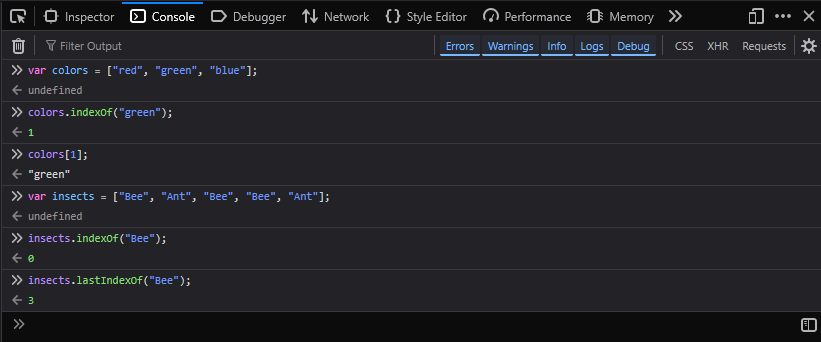 Inspector Console Debugger Network Style Editor Performance Memory
Filter Output Errors Warnings Info Logs Debug CSS XHR Requests
var colors = ["red", "green", "blue"];
undefined
colors.indexOf("green");
1
colors[1];
"green"
var insects = ["Bee", "Ant", "Bee", "Bee", "Ant"];
undefined
insects.indexOf("Bee");
0
insects.lastIndexOf("Bee");
3